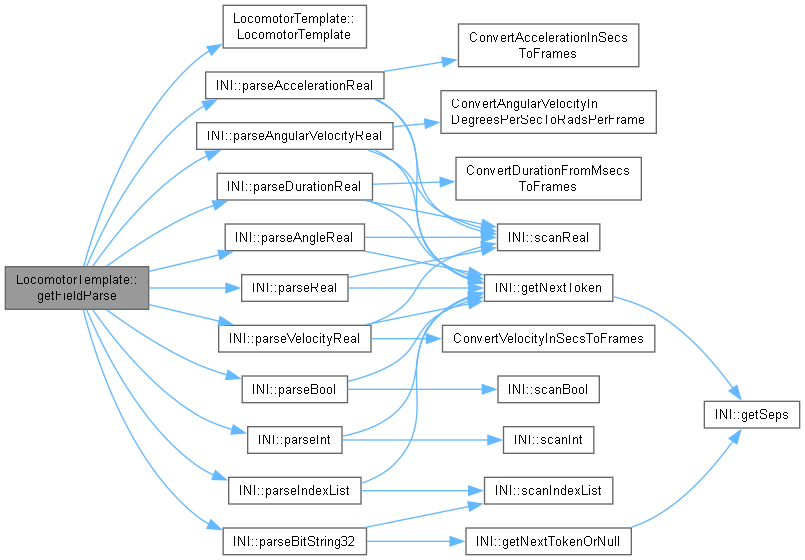 LocomotorTemplate::
LocomotorTemplate
ConvertAccelerationInSecs
ToFrames
INI::parseAccelerationReal
ConvertAngularVelocityIn
DegreesPerSecToRadsPerFrame
INI::parseAngularVelocityReal
ConvertDurationFromMsecs
ToFrames
INI::parseDurationReal
INI::parseAngleReal
INI::scanReal
LocomotorTemplate::
getFieldParse
INI::parseReal
INI::getNextToken
INI::parseVelocityReal
ConvertVelocityInSecsToFrames
INI::parseBool
INI::scanBool
INI::getSeps
INI::parseInt
INI::scanInt
INI::parseIndexList
INI::scanIndexList
INI::parseBitString32
INI::getNextTokenOrNull